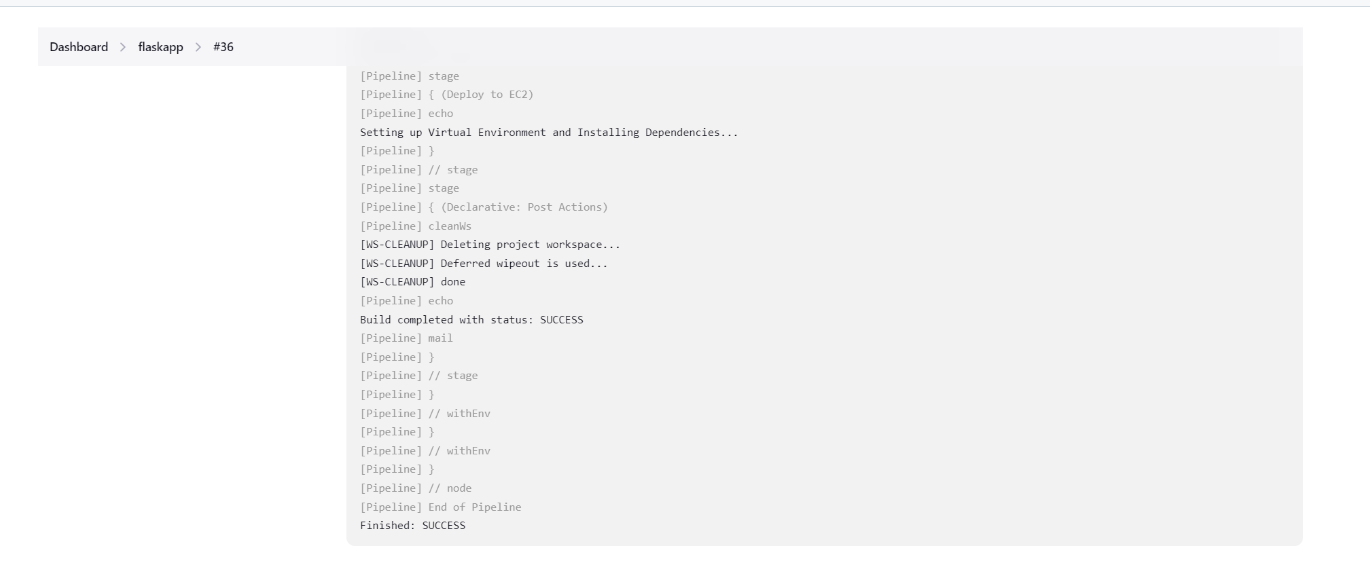 Dashboard > flaskapp > #36
[Pipeline] stage
[Pipeline] { (Deploy to EC2)
[Pipeline] echo
Setting up Virtual Environment and Installing Dependencies...
[Pipeline] }
[Pipeline] // stage
[Pipeline] stage
[Pipeline] { (Declarative: Post Actions)
[Pipeline] cleanWs
[WS-CLEANUP] Deleting project workspace...
[WS-CLEANUP] Deferred wipeout is used...
[WS-CLEANUP] done
[Pipeline] echo
Build completed with status: SUCCESS
[Pipeline] mail
[Pipeline] }
[Pipeline] // stage
[Pipeline] }
[Pipeline] // withEnv
[Pipeline] }
[Pipeline] // withEnv
[Pipeline] }
[Pipeline] // node
[Pipeline] End of Pipeline
Finished: SUCCESS